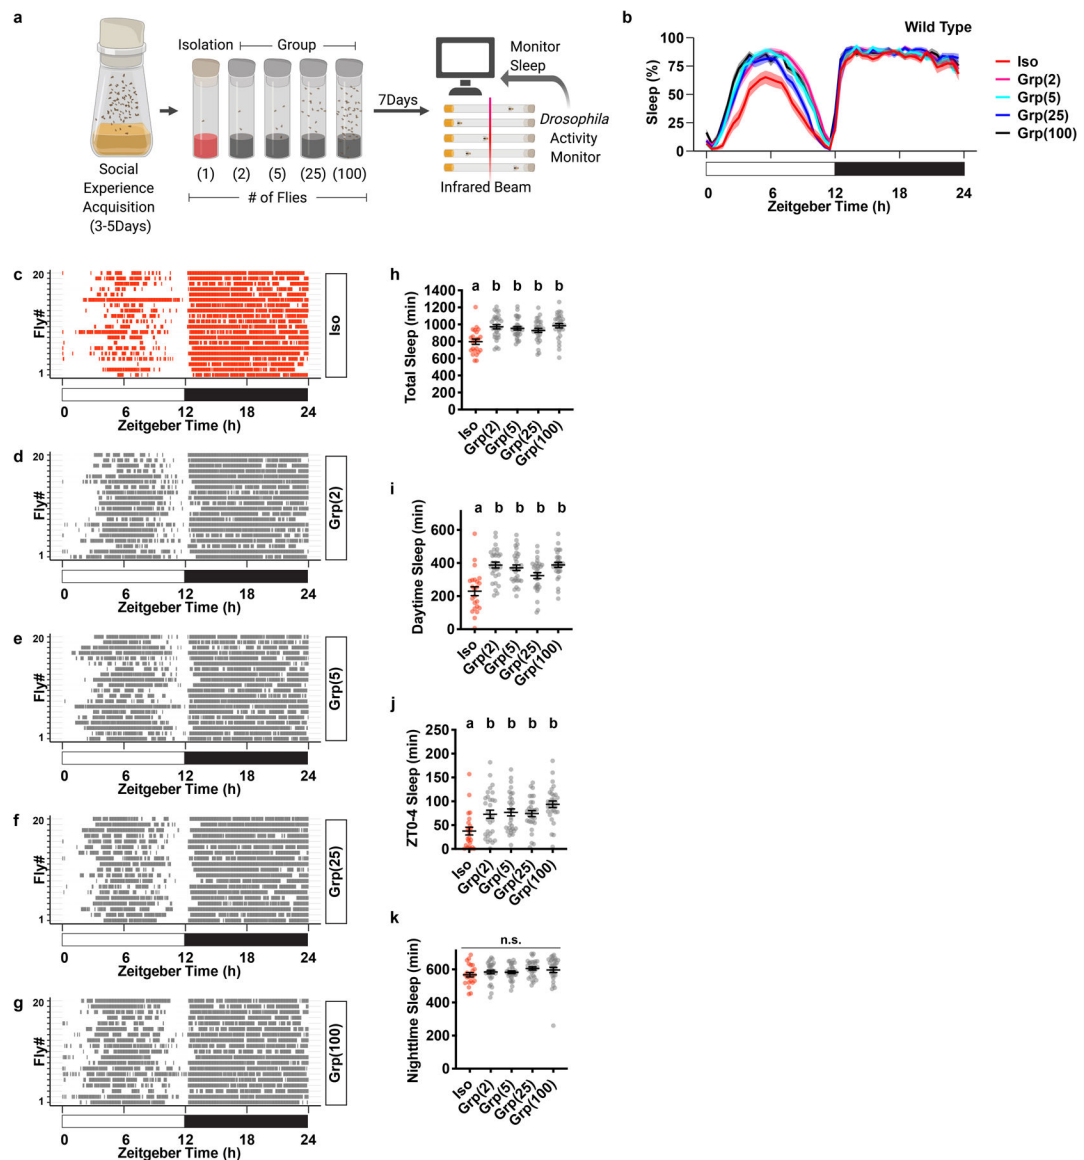 a
Isolation
Group
Social
Experience
Acquisition
(3-5Days)
(1)
(2)
(5)
(25)
(100)
# of Flies
7Days
Monitor
Sleep
Drosophila
Activity
Monitor
Infrared Beam
b
Wild Type
Sleep (%)
100
75
50
25
0
0
6
12
18
24
Zeitgeber Time (h)
Iso
Grp(2)
Grp(5)
Grp(25)
Grp(100)
c
Fly#
20
1
Iso
0
6
12
18
24
Zeitgeber Time (h)
d
Fly#
20
1
Grp(2)
0
6
12
18
24
Zeitgeber Time (h)
e
Fly#
20
1
Grp(5)
0
6
12
18
24
Zeitgeber Time (h)
f
Fly#
20
1
Grp(25)
0
6
12
18
24
Zeitgeber Time (h)
g
Fly#
20
1
Grp(100)
0
6
12
18
24
Zeitgeber Time (h)
h
a b b b b
Total Sleep (min)
1400
1200
1000
800
600
400
200
0
Iso
Grp(2)
Grp(5)
Grp(25)
Grp(100)
i
a b b b b
Daytime Sleep (min)
600
400
200
0
Iso
Grp(2)
Grp(5)
Grp(25)
Grp(100)
j
a b b b b
ZT0-4 Sleep (min)
250
200
150
100
50
0
Iso
Grp(2)
Grp(5)
Grp(25)
Grp(100)
k
n.s.
NighttIme Sleep (min)
600
400
200
0
Iso
Grp(2)
Grp(5)
Grp(25)
Grp(100)